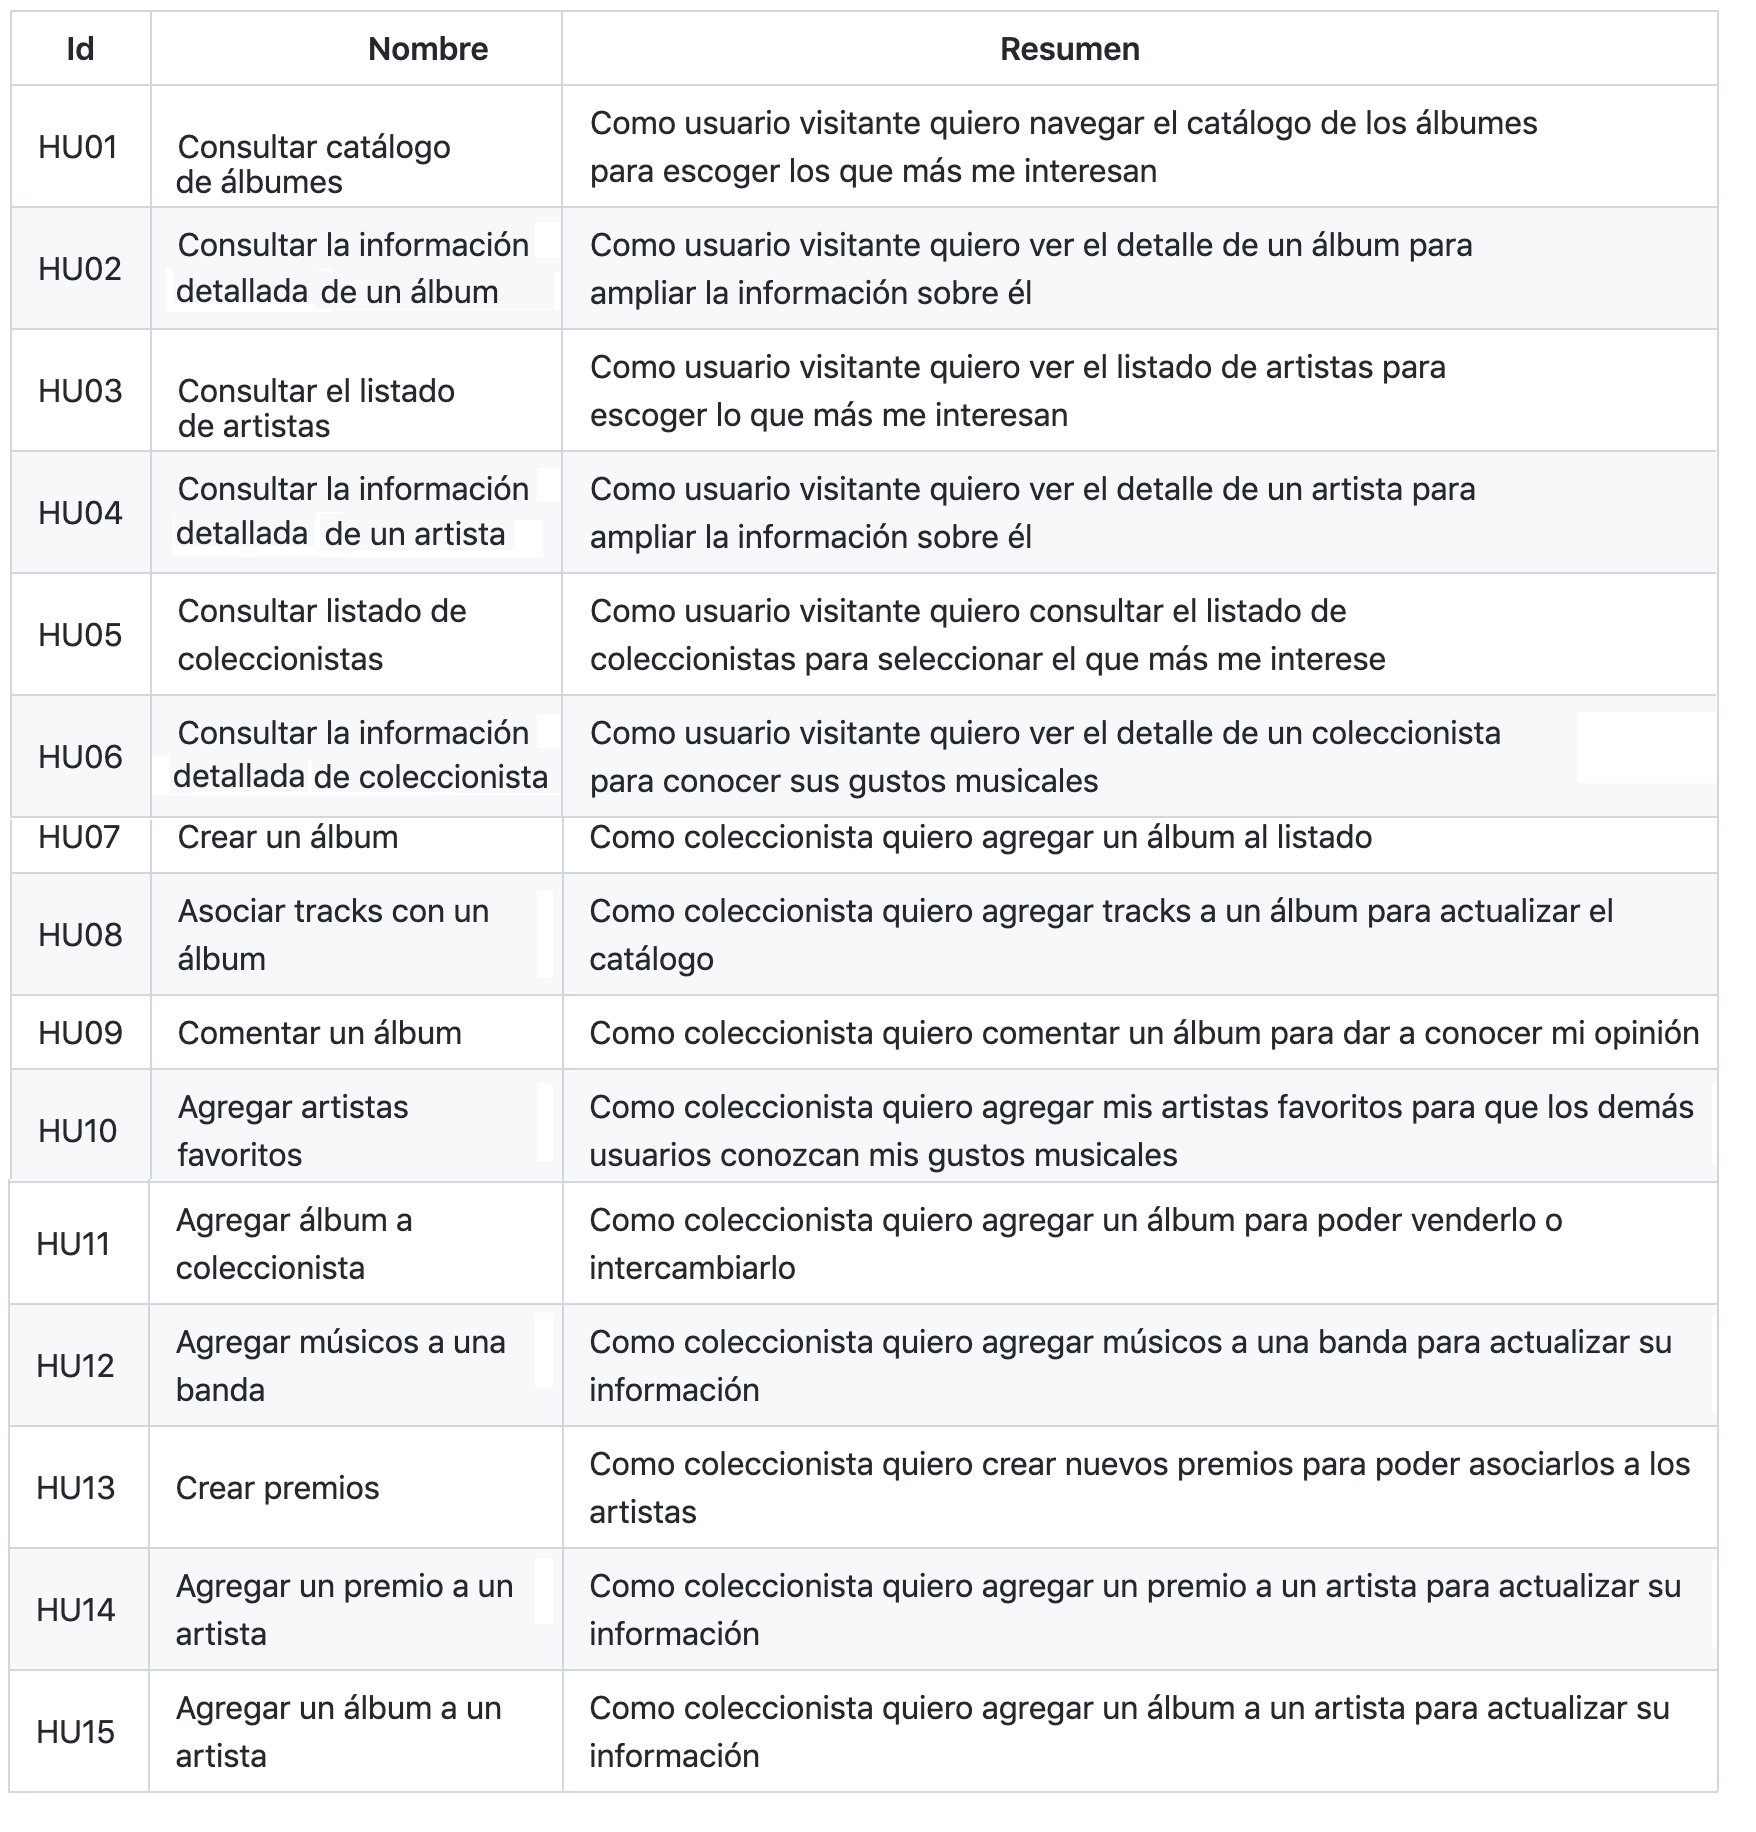 Id Nombre Resumen
HU01 Consultar catálogo
de álbumes
Como usuario visitante quiero navegar el catálogo de los álbumes
para escoger los que más me interesan
HU02 Consultar la información
detallada de un álbum
Como usuario visitante quiero ver el detalle de un álbum para
ampliar la información sobre él
HU03 Consultar el listado
de artistas
Como usuario visitante quiero ver el listado de artistas para
escoger lo que más me interesan
HU04 Consultar la información
detallada de un artista
Como usuario visitante quiero ver el detalle de un artista para
ampliar la información sobre él
HU05 Consultar listado de
coleccionistas
Como usuario visitante quiero consultar el listado de
coleccionistas para seleccionar el que más me interese
HU06 Consultar la información
detallada de coleccionista
Como usuario visitante quiero ver el detalle de un coleccionista
para conocer sus gustos musicales
HU07 Crear un álbum
Como coleccionista quiero agregar un álbum al listado
HU08 Asociar tracks con un
álbum
Como coleccionista quiero agregar tracks a un álbum para actualizar el
catálogo
HU09 Comentar un álbum
Como coleccionista quiero comentar un álbum para dar a conocer mi opinión
HU10 Agregar artistas
favoritos
Como coleccionista quiero agregar mis artistas favoritos para que los demás
usuarios conozcan mis gustos musicales
HU11 Agregar álbum a
coleccionista
Como coleccionista quiero agregar un álbum para poder venderlo o
intercambiarlo
HU12 Agregar músicos a una
banda
Como coleccionista quiero agregar músicos a una banda para actualizar su
información
HU13 Crear premios
Como coleccionista quiero crear nuevos premios para poder asociarlos a los
artistas
HU14 Agregar un premio a un
artista
Como coleccionista quiero agregar un premio a un artista para actualizar su
información
HU15 Agregar un álbum a un
artista
Como coleccionista quiero agregar un álbum a un artista para actualizar su
información